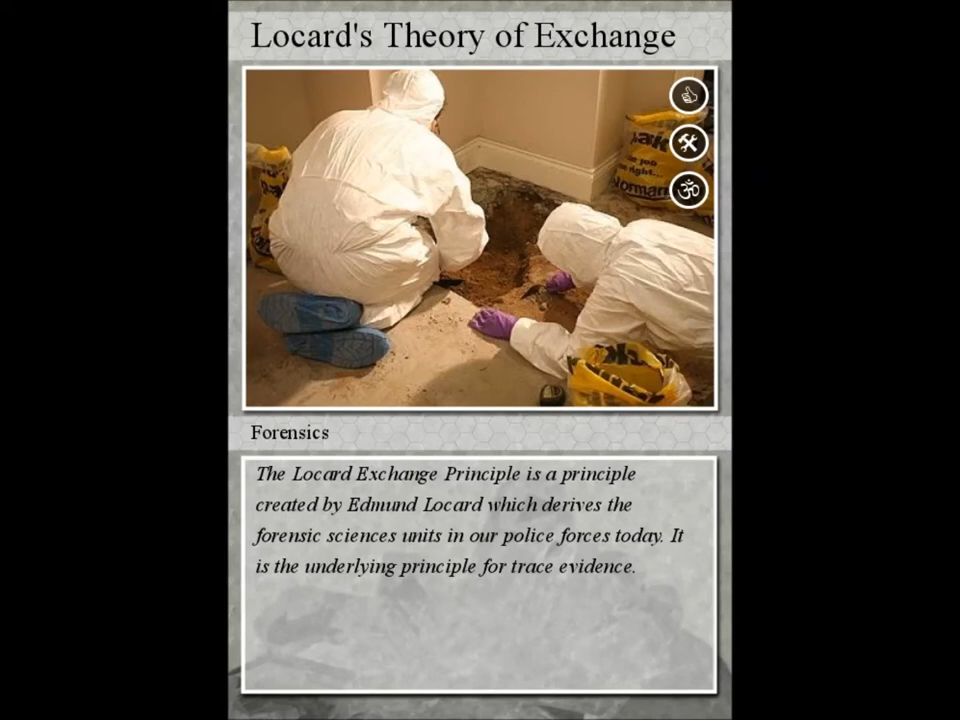 Locard's Theory of Exchange
Norman
Forensics
The Locard Exchange Principle is a principle
created by Edmund Locard which derives the
forensic sciences units in our police forces today. It
is the underlying principle for trace evidence.